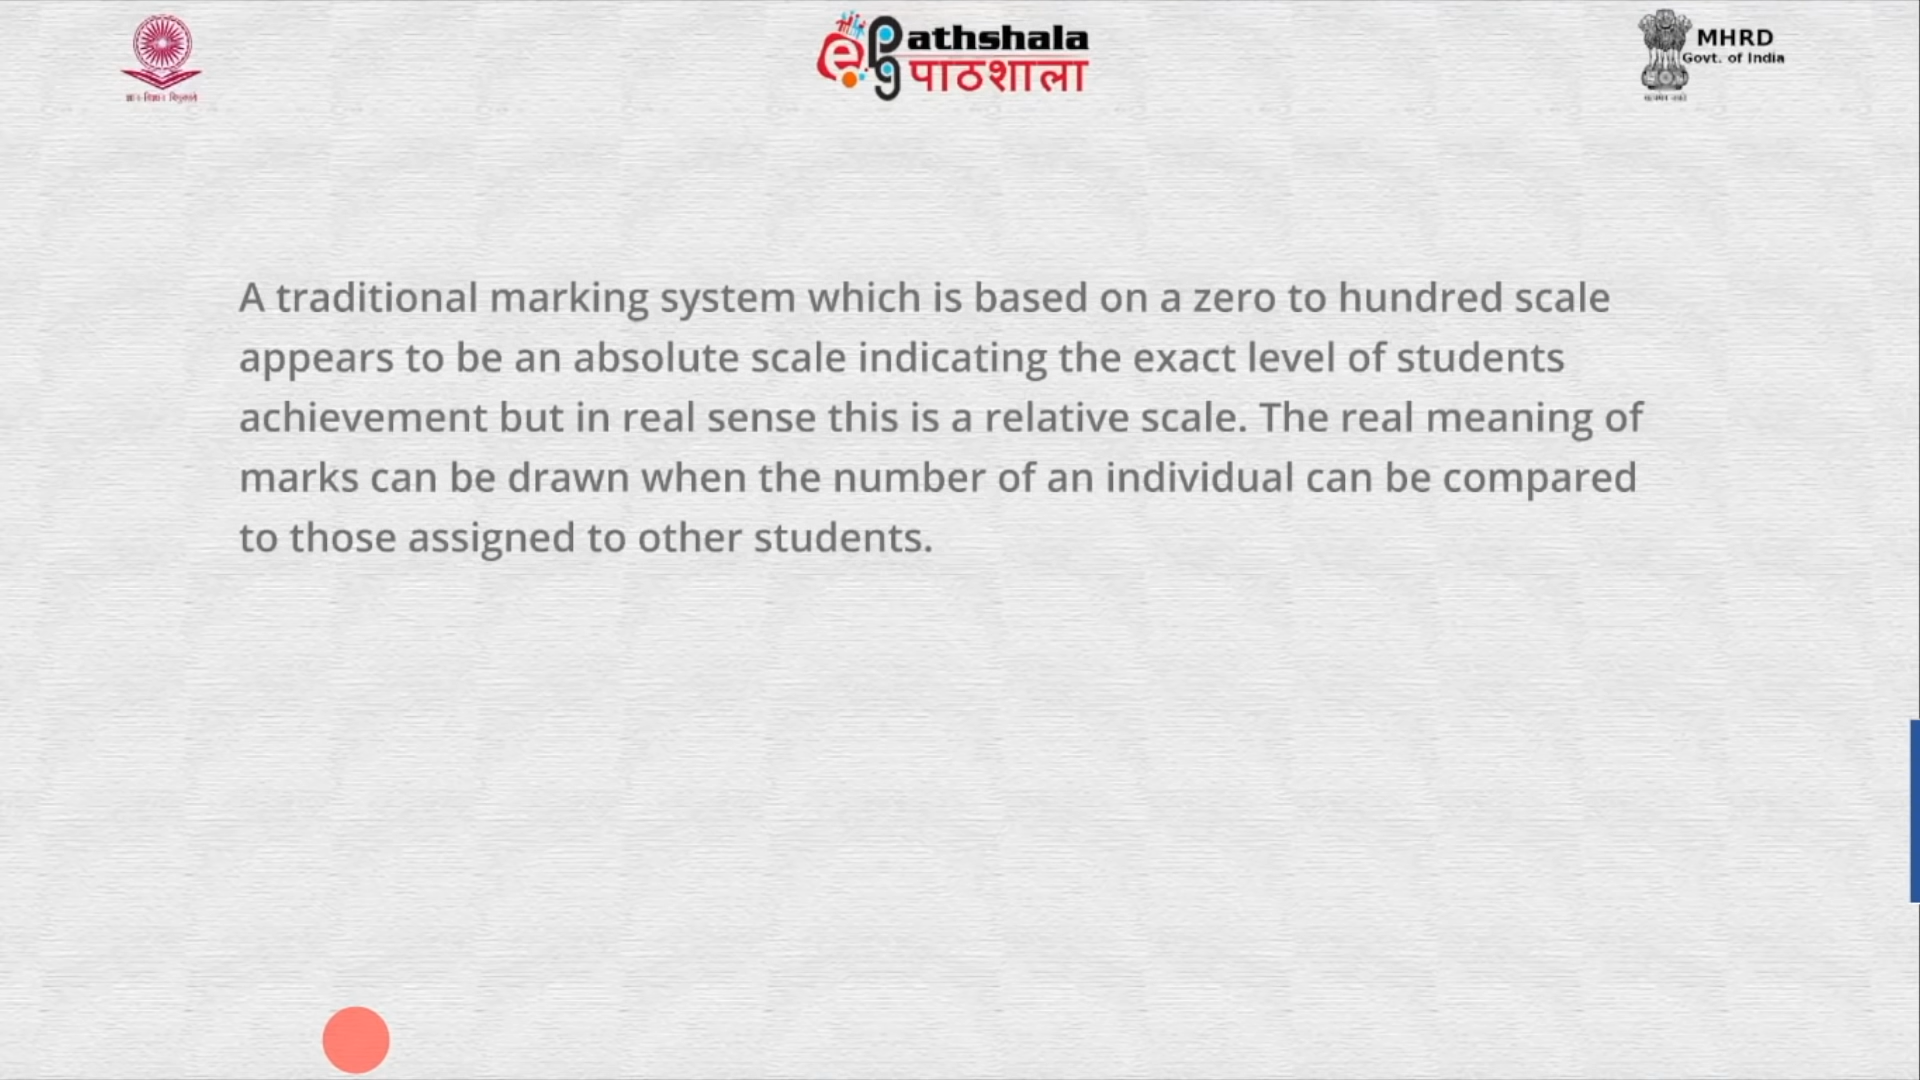 ePg Pathshala
पाठशाला
MHRD
Govt. of India
A traditional marking system which is based on a zero to hundred scale
appears to be an absolute scale indicating the exact level of students
achievement but in real sense this is a relative scale. The real meaning of
marks can be drawn when the number of an individual can be compared
to those assigned to other students.